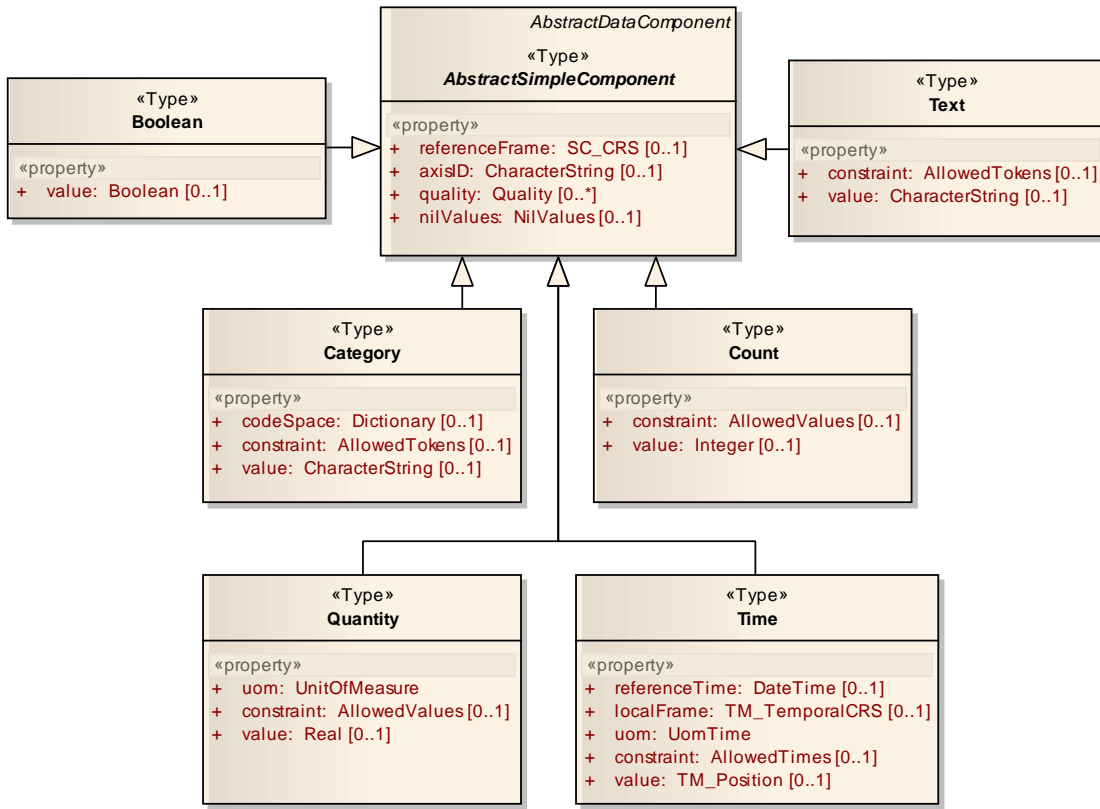 AbstractDataComponent
«Type»
AbstractSimpleComponent
«property»
+ referenceFrame: SC_CRS [0..1]
+ axisID: CharacterString [0..1]
+ quality: Quality [0..*]
+ nilValues: NilValues [0..1]
«Type»
Boolean
«property»
+ value: Boolean [0..1]
«Type»
Text
«property»
+ constraint: AllowedTokens [0..1]
+ value: CharacterString [0..1]
«Type»
Category
«property»
+ codeSpace: Dictionary [0..1]
+ constraint: AllowedTokens [0..1]
+ value: CharacterString [0..1]
«Type»
Count
«property»
+ constraint: AllowedValues [0..1]
+ value: Integer [0..1]
«Type»
Quantity
«property»
+ uom: UnitOfMeasure
+ constraint: AllowedValues [0..1]
+ value: Real [0..1]
«Type»
Time
«property»
+ referenceTime: DateTime [0..1]
+ localFrame: TM_TemporalCRS [0..1]
+ uom: UomTime
+ constraint: AllowedTimes [0..1]
+ value: TM_Position [0..1]